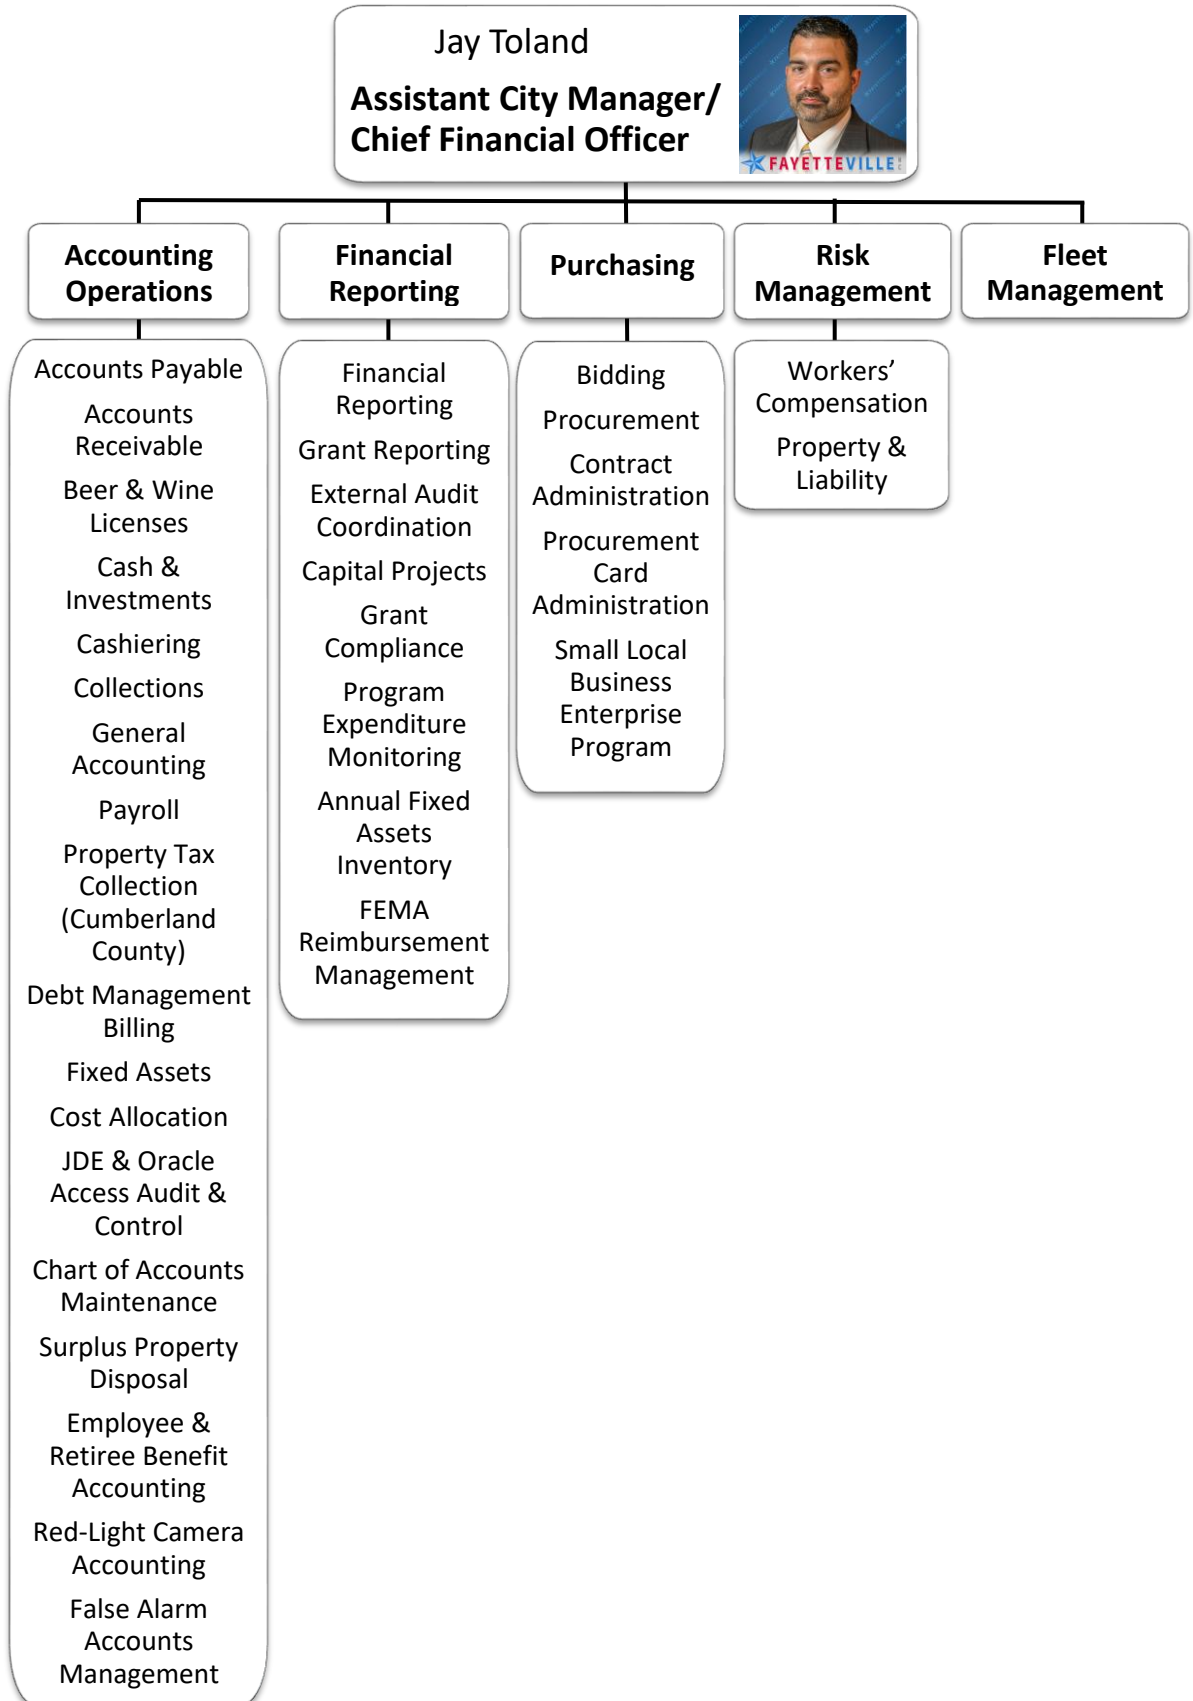 Jay Toland
Assistant City Manager/
Chief Financial Officer
FAYETTEVILLE
Accounting
Operations
Financial
Reporting
Purchasing
Risk
Management
Fleet
Management
Accounts Payable
Accounts
Receivable
Beer & Wine
Licenses
Cash &
Investments
Cashiering
Collections
General
Accounting
Payroll
Property Tax
Collection
(Cumberland
County)
Debt Management
Billing
Fixed Assets
Cost Allocation
JDE & Oracle
Access Audit &
Control
Chart of Accounts
Maintenance
Surplus Property
Disposal
Employee &
Retiree Benefit
Accounting
Red-Light Camera
Accounting
False Alarm
Accounts
Management
Financial
Reporting
Grant Reporting
External Audit
Coordination
Capital Projects
Grant
Compliance
Program
Expenditure
Monitoring
Annual Fixed
Assets
Inventory
FEMA
Reimbursement
Management
Bidding
Procurement
Contract
Administration
Procurement
Card
Administration
Small Local
Business
Enterprise
Program
Workers’
Compensation
Property &
Liability